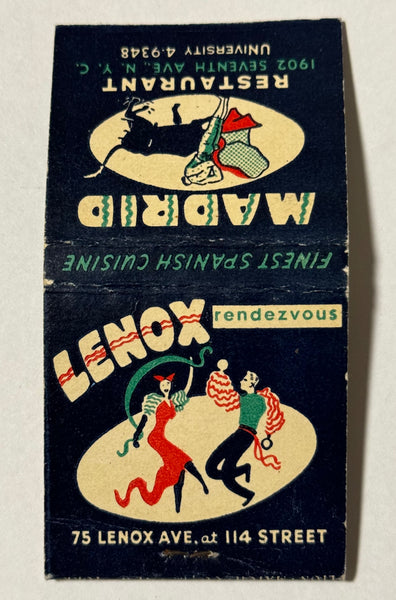 MADRID
RESTAURANT
1902 SEVENTH AVE., N. Y. C.
UNIVERSITY 4-9348
FINEST SPANISH CUISINE
LENOX
rendezvous
75 LENOX AVE. at 114 STREET